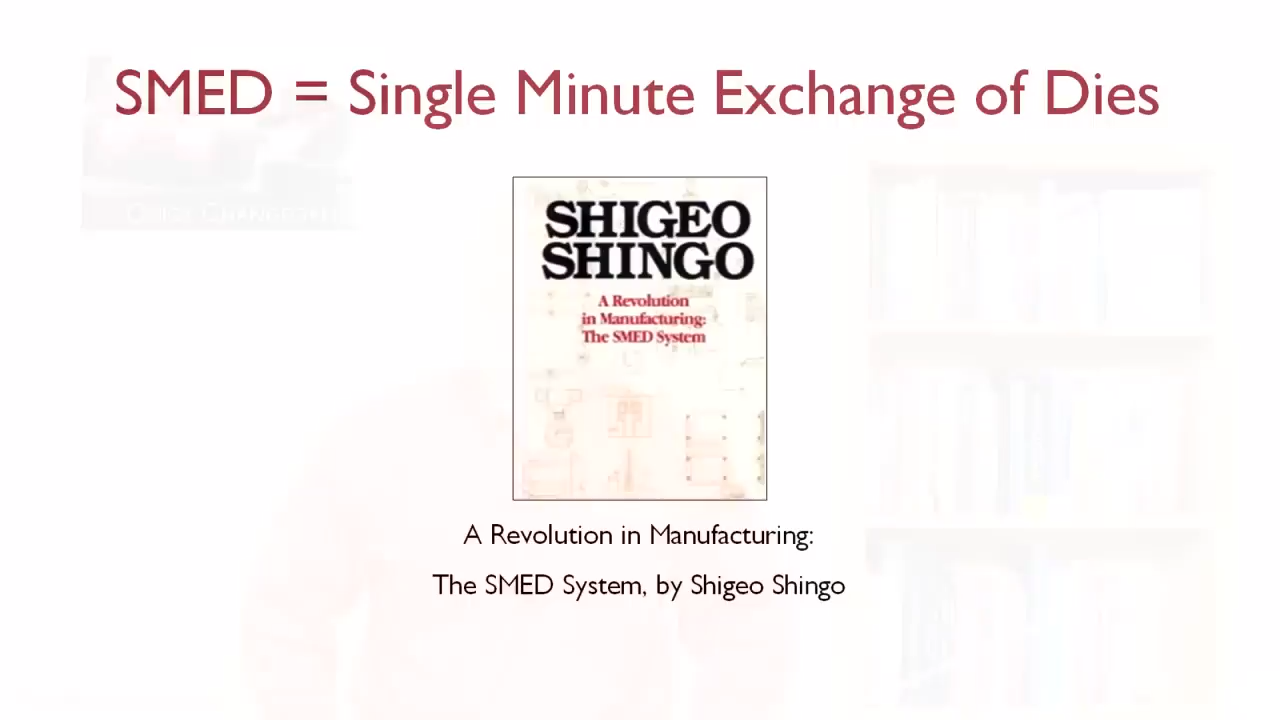 SMED = Single Minute Exchange of Dies
SHIGEO
SHINGO
A Revolution
in Manufacturing:
The SMED System
A Revolution in Manufacturing:
The SMED System, by Shigeo Shingo